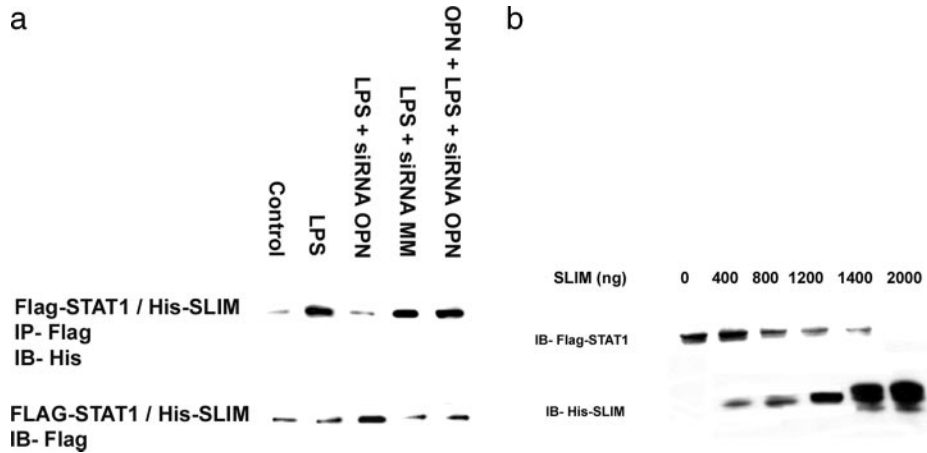 a
Control
LPS
LPS + siRNA OPN
LPS + siRNA MM
OPN + LPS + siRNA OPN
Flag-STAT1 / His-SLIM
IP- Flag
IB- His
FLAG-STAT1 / His-SLIM
IB- Flag
b
SLIM (ng)
0 400 800 1200 1400 2000
IB- Flag-STAT1
IB- His-SLIM